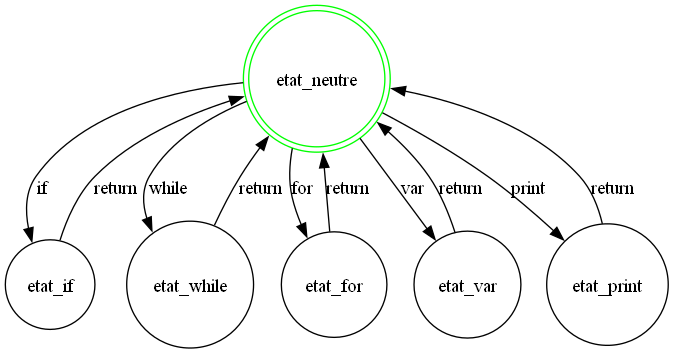 etat_neutre
if
return
while
return
for
return
var
return
print
return
etat_if
etat_while
etat_for
etat_var
etat_print